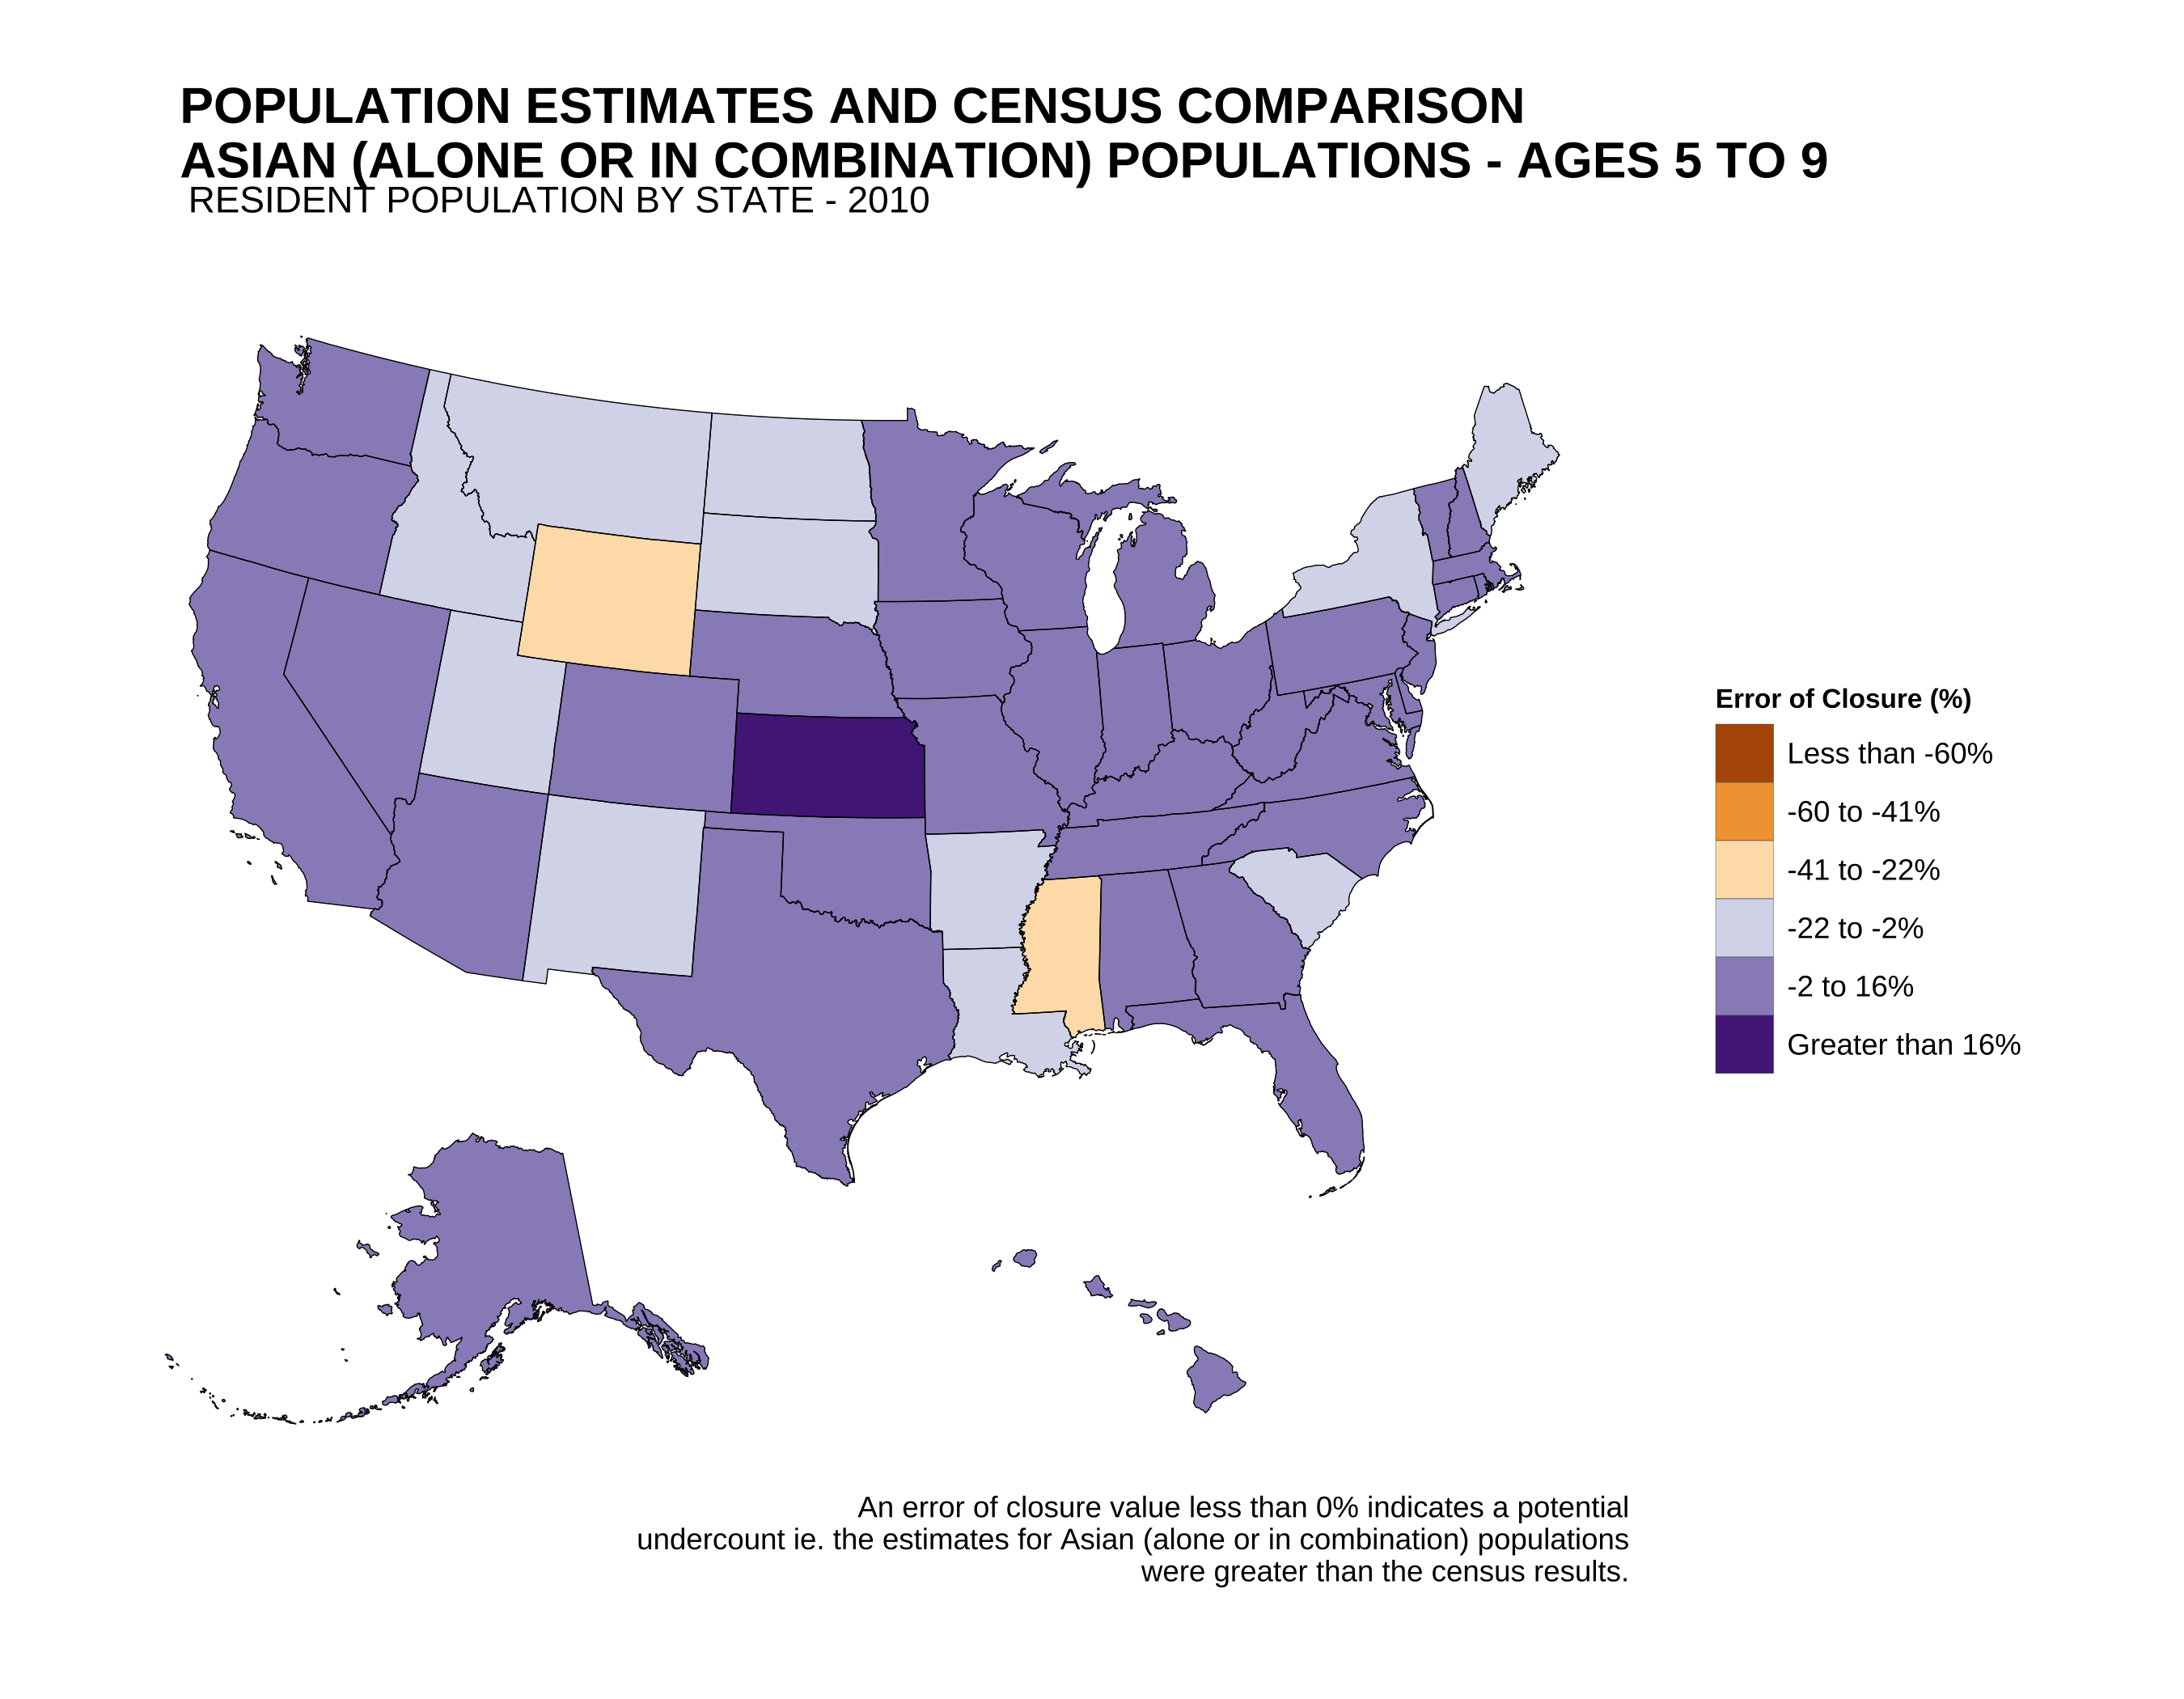 POPULATION ESTIMATES AND CENSUS COMPARISON
ASIAN (ALONE OR IN COMBINATION) POPULATIONS - AGES 5 TO 9
RESIDENT POPULATION BY STATE - 2010
Error of Closure (%)
Less than -60%
-60 to -41%
-41 to -22%
-22 to -2%
-2 to 16%
Greater than 16%
An error of closure value less than 0% indicates a potential
undercount ie. the estimates for Asian (alone or in combination) populations
were greater than the census results.